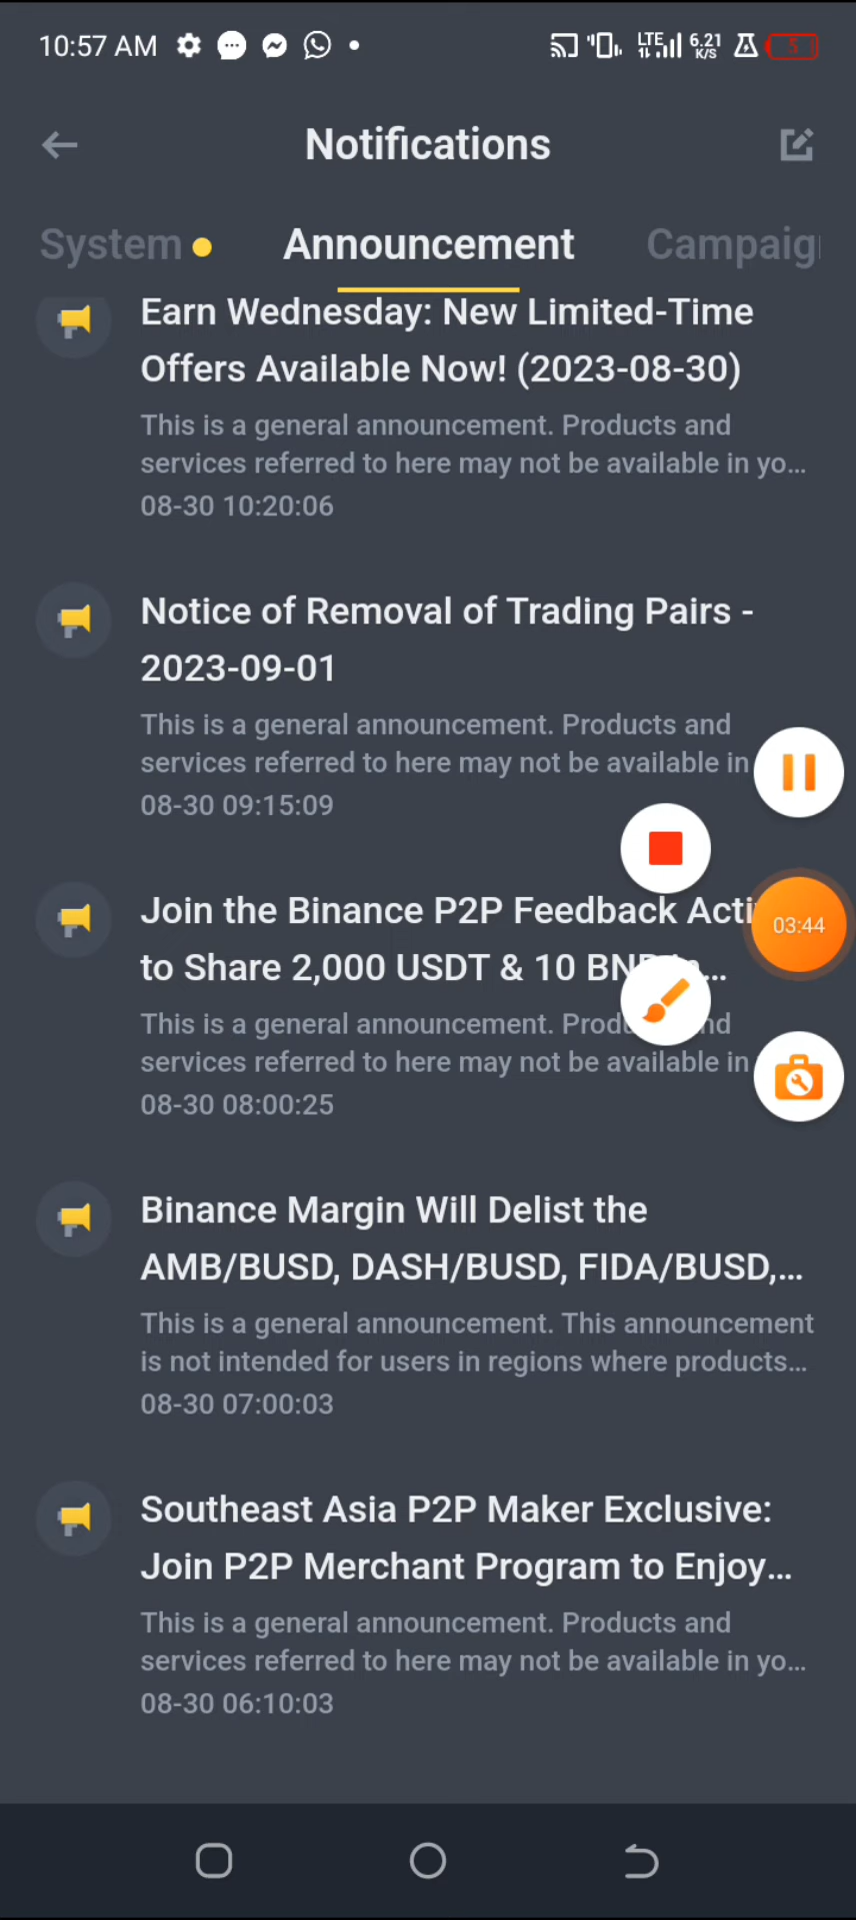 10:57 AM
LTE 6.21 K/S 5
Notifications
System Announcement Campaig
Earn Wednesday: New Limited-Time
Offers Available Now! (2023-08-30)
This is a general announcement. Products and
services referred to here may not be available in yo...
08-30 10:20:06
Notice of Removal of Trading Pairs -
2023-09-01
This is a general announcement. Products and
services referred to here may not be available in
08-30 09:15:09
Join the Binance P2P Feedback Acti
03:44
to Share 2,000 USDT & 10 BN ...
This is a general announcement.
services referred to here may not be available in
08-30 08:00:25
Binance Margin Will Delist the
AMB/BUSD, DASH/BUSD, FIDA/BUSD,...
This is a general announcement. This announcement
is not intended for users in regions where products...
08-30 07:00:03
Southeast Asia P2P Maker Exclusive:
Join P2P Merchant Program to Enjoy...
This is a general announcement. Products and
services referred to here may not be available in yo...
08-30 06:10:03